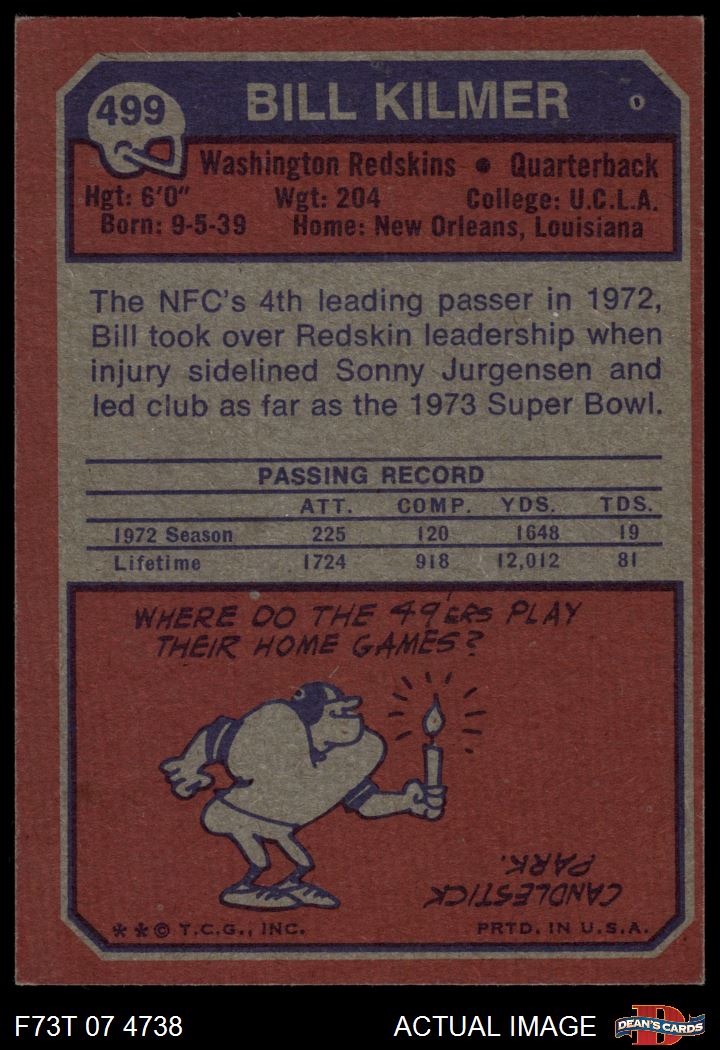 499
BILL KILMER
Washington Redskins • Quarterback
Hgt: 6'0" Wgt: 204 College: U.C.L.A.
Born: 9-5-39 Home: New Orleans, Louisiana
The NFC's 4th leading passer in 1972,
Bill took over Redskin leadership when
injury sidelined Sonny Jurgensen and
led club as far as the 1973 Super Bowl.
PASSING RECORD
ATT. COMP. YDS. TDS.
1972 Season 225 120 1648 19
Lifetime 1724 918 12,012 81
WHERE DO THE 49'ERS PLAY
THEIR HOME GAMES?
CANDLESTICK
PARK.
**© T.C.G., INC. PRTD. IN U.S.A.
F73T 07 4738 ACTUAL IMAGE
D
DEAN'S CARDS